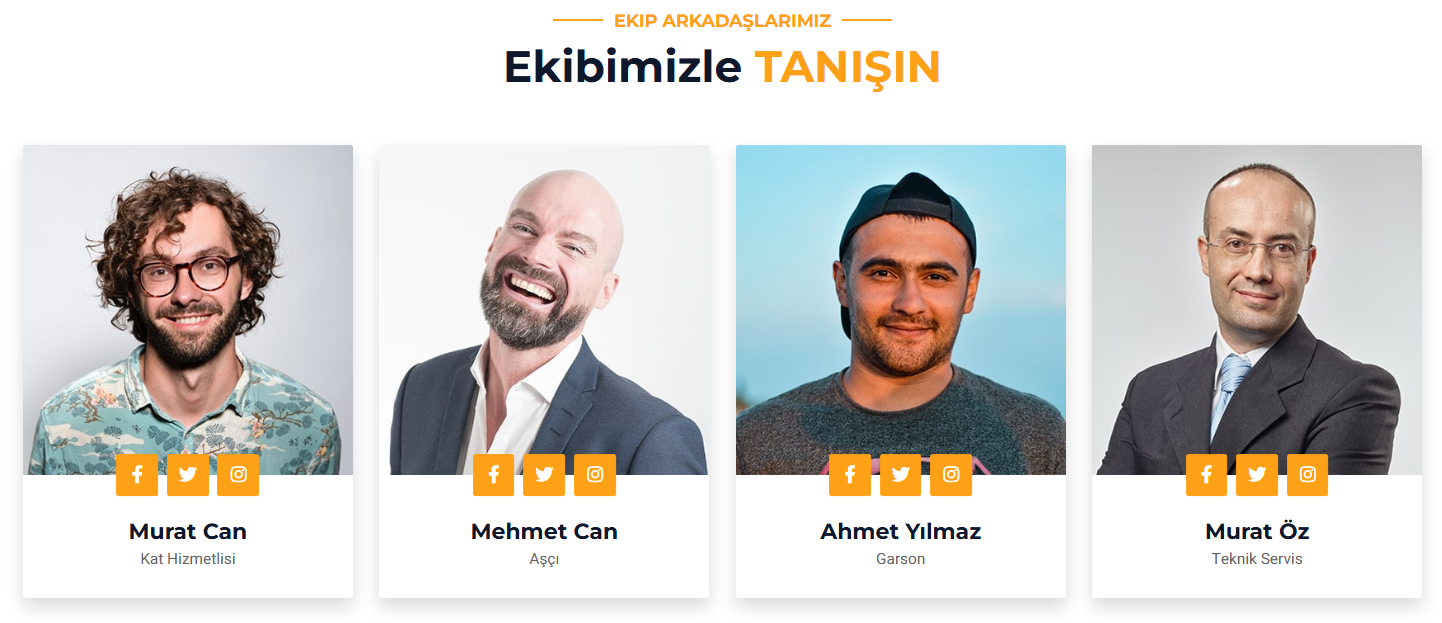 EKIP ARKADAŞLARIMIZ
Ekibimizle TANIŞIN
Murat Can
Kat Hizmetlisi
Mehmet Can
Aşçı
Ahmet Yılmaz
Garson
Murat Öz
Teknik Servis